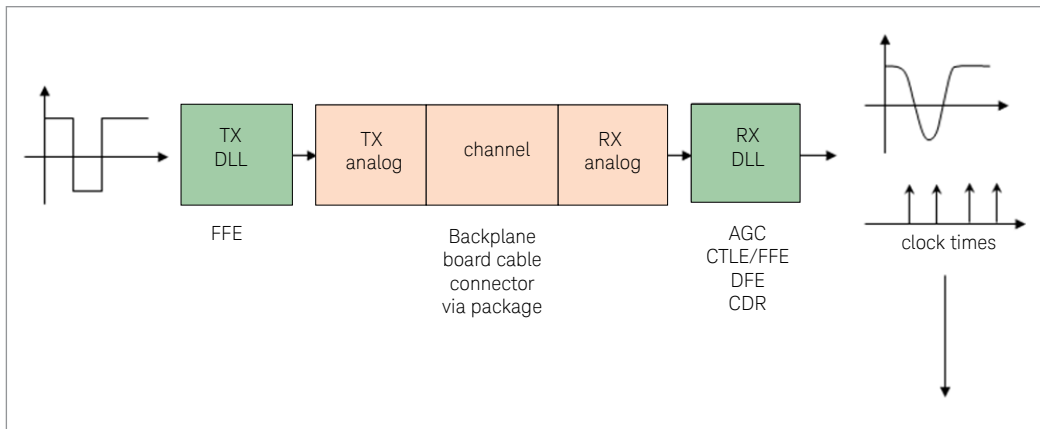 TX
DLL
TX
analog
channel
RX
analog
RX
DLL
FFE
Backplane
board cable
connector
via package
AGC
CTLE/FFE
DFE
CDR
clock times